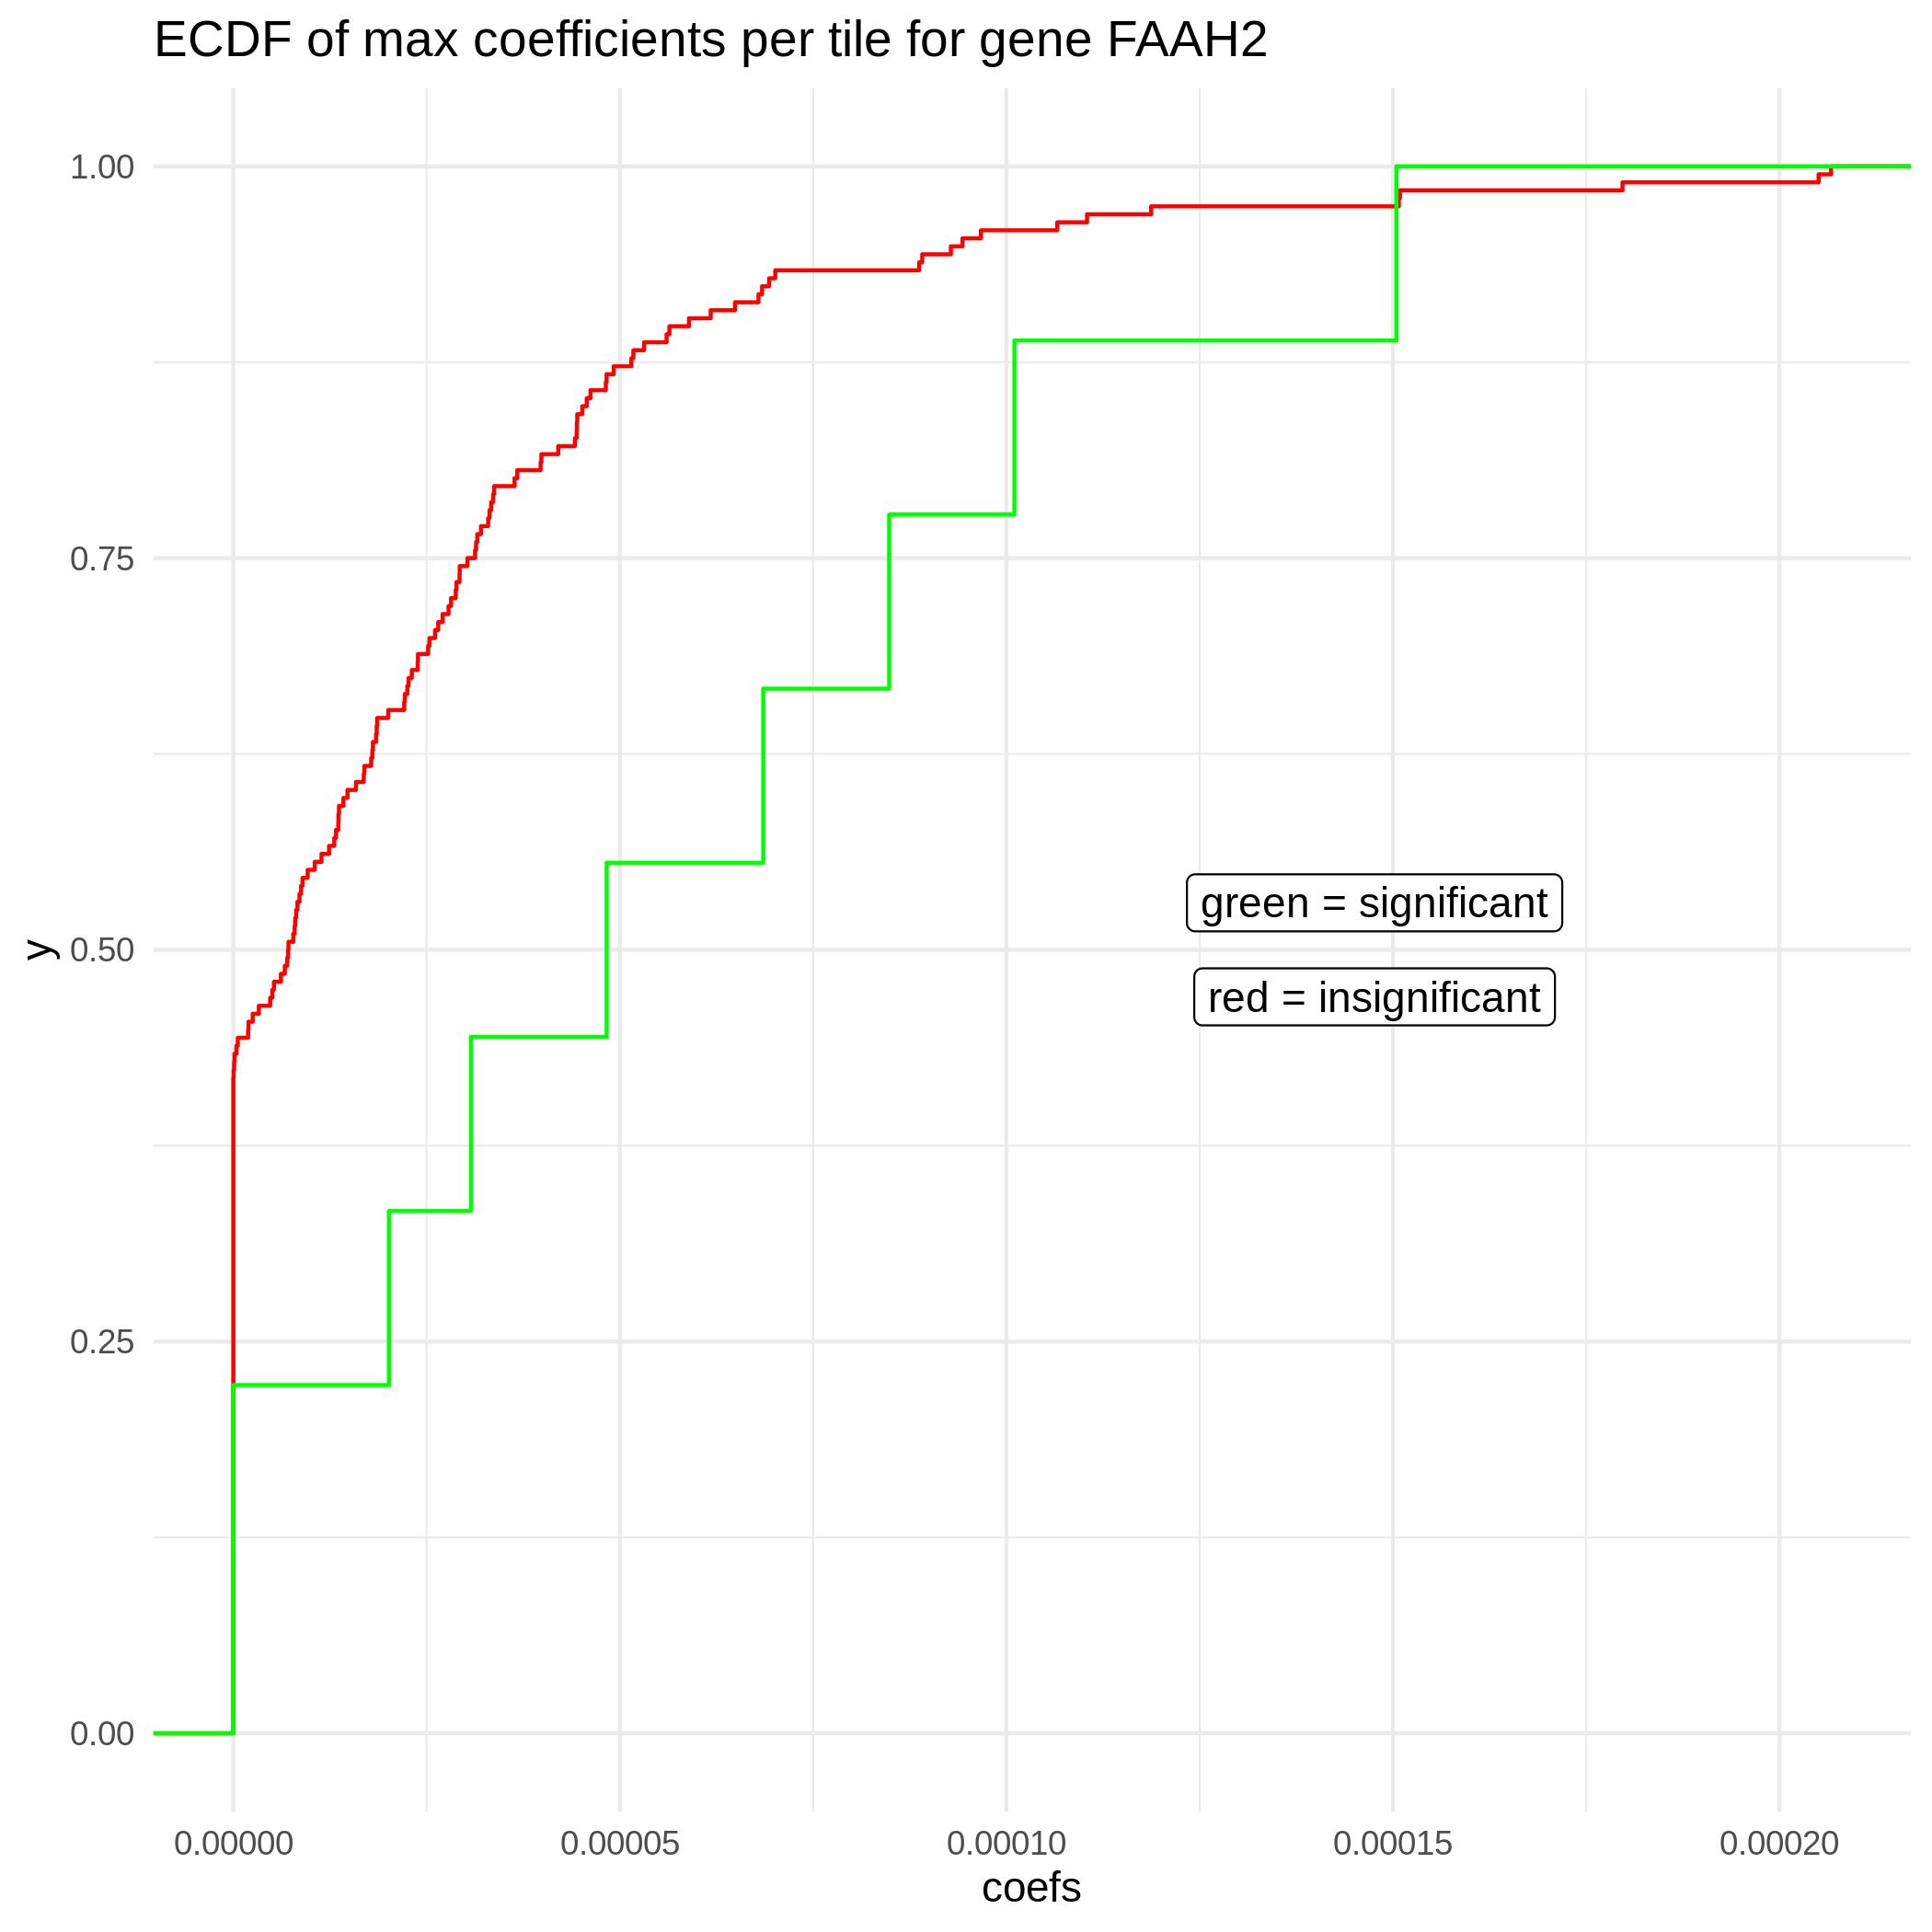 ECDF of max coefficients per tile for gene FAAH2
1.00
0.75
0.50
0.25
0.00
y
green = significant
red = insignificant
0.00000 0.00005 0.00010 0.00015 0.00020
coefs